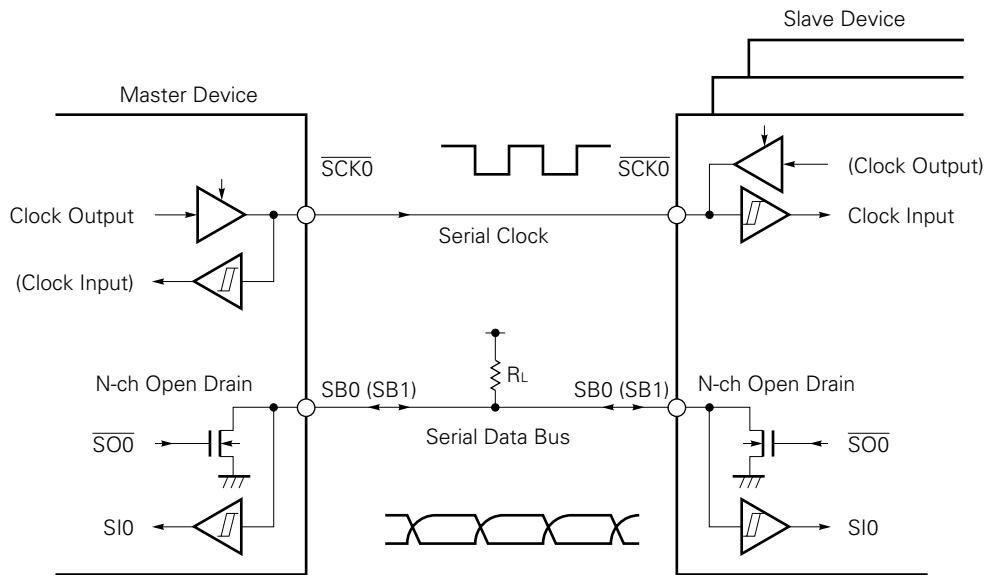 Slave Device
Master Device
SCK0
SCK0
(Clock Output)
Clock Output
Serial Clock
Clock Input
(Clock Input)
RL
N-ch Open Drain
SB0 (SB1)
SB0 (SB1)
N-ch Open Drain
SO0
Serial Data Bus
SO0
SI0
SI0